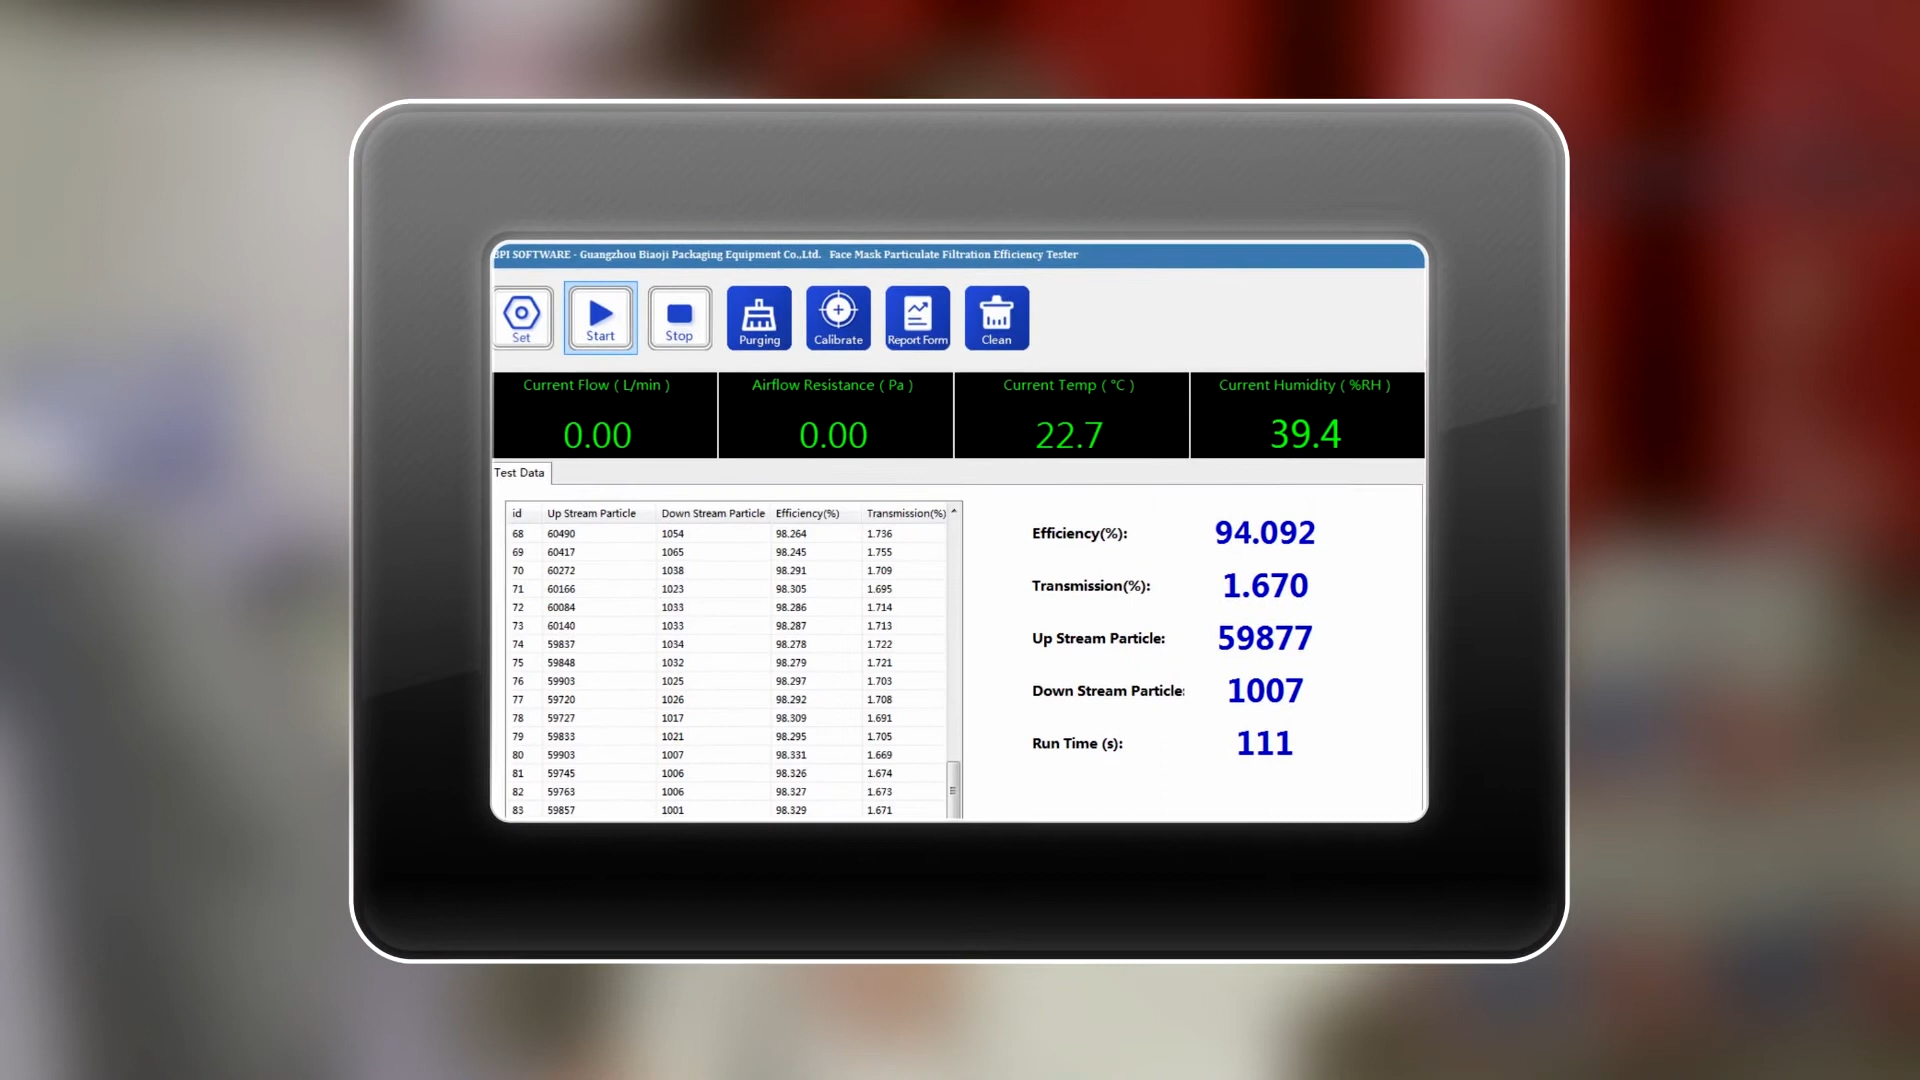 BPI SOFTWARE - Guangzhou Biaoji Packaging Equipment Co.,Ltd. Face Mask Particulate Filtration Efficiency Tester
Set Start Stop Purging Calibrate Report Form Clean
Current Flow ( L/min ) Airflow Resistance ( Pa ) Current Temp ( °C ) Current Humidity ( %RH )
0.00 0.00 22.7 39.4
Test Data
id Up Stream Particle Down Stream Particle Efficiency(%) Transmission(%)
68 60490 1054 98.264 1.736
69 60417 1065 98.245 1.755
70 60272 1038 98.291 1.709
71 60166 1023 98.305 1.695
72 60084 1033 98.286 1.714
73 60140 1033 98.287 1.713
74 59837 1034 98.278 1.722
75 59848 1032 98.279 1.721
76 59903 1025 98.297 1.703
77 59720 1026 98.292 1.708
78 59727 1017 98.309 1.691
79 59833 1021 98.295 1.705
80 59903 1007 98.331 1.669
81 59745 1006 98.326 1.674
82 59763 1006 98.327 1.673
83 59857 1001 98.329 1.671
Efficiency(%): 94.092
Transmission(%): 1.670
Up Stream Particle: 59877
Down Stream Particle: 1007
Run Time (s): 111